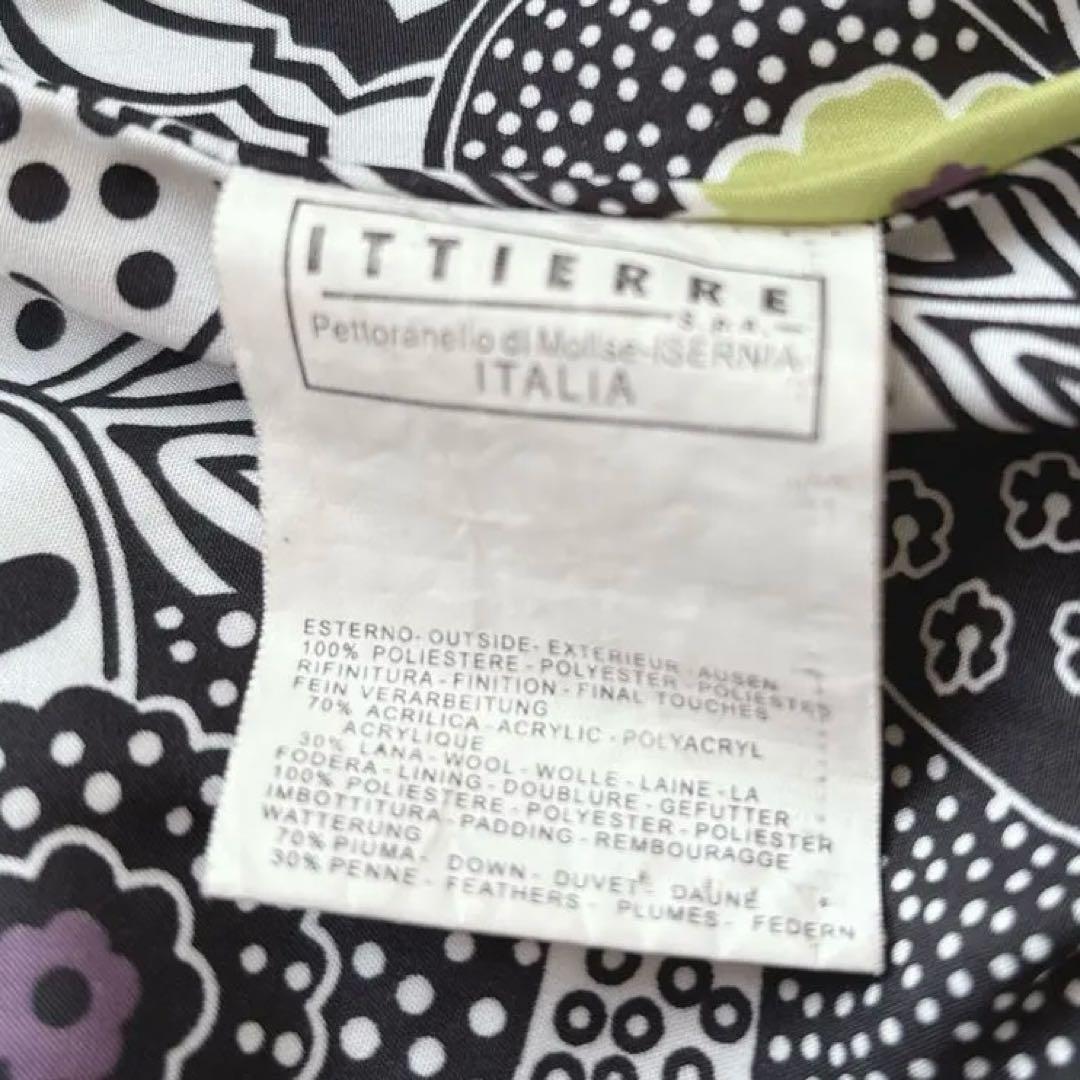 ITTIERRE
S.p.A.
Pettoranello di Molise-ISERNIA
ITALIA
ESTERNO-OUTSIDE-EXTERIEUR-AUSEN
100% POLIESTERE-POLYESTER-POLIESTER
RIFINITURA-FINITION-FINAL TOUCHES
FEIN VERARBEITUNG
70% ACRILICA-ACRYLIC-POLYACRYL
ACRYLIQUE
30% LANA-WOOL-WOLLE-LAINE-LA
FODERA-LINING-DOUBLURE-GEFUTTER
100% POLIESTERE-POLYESTER-POLIESTER
IMBOTTITURA-PADDING-REMBOURAGGE
WATTERUNG
70% PIUMA- DOWN-DUVET-DAUNE
30% PENNE-FEATHERS- PLUMES-FEDERN